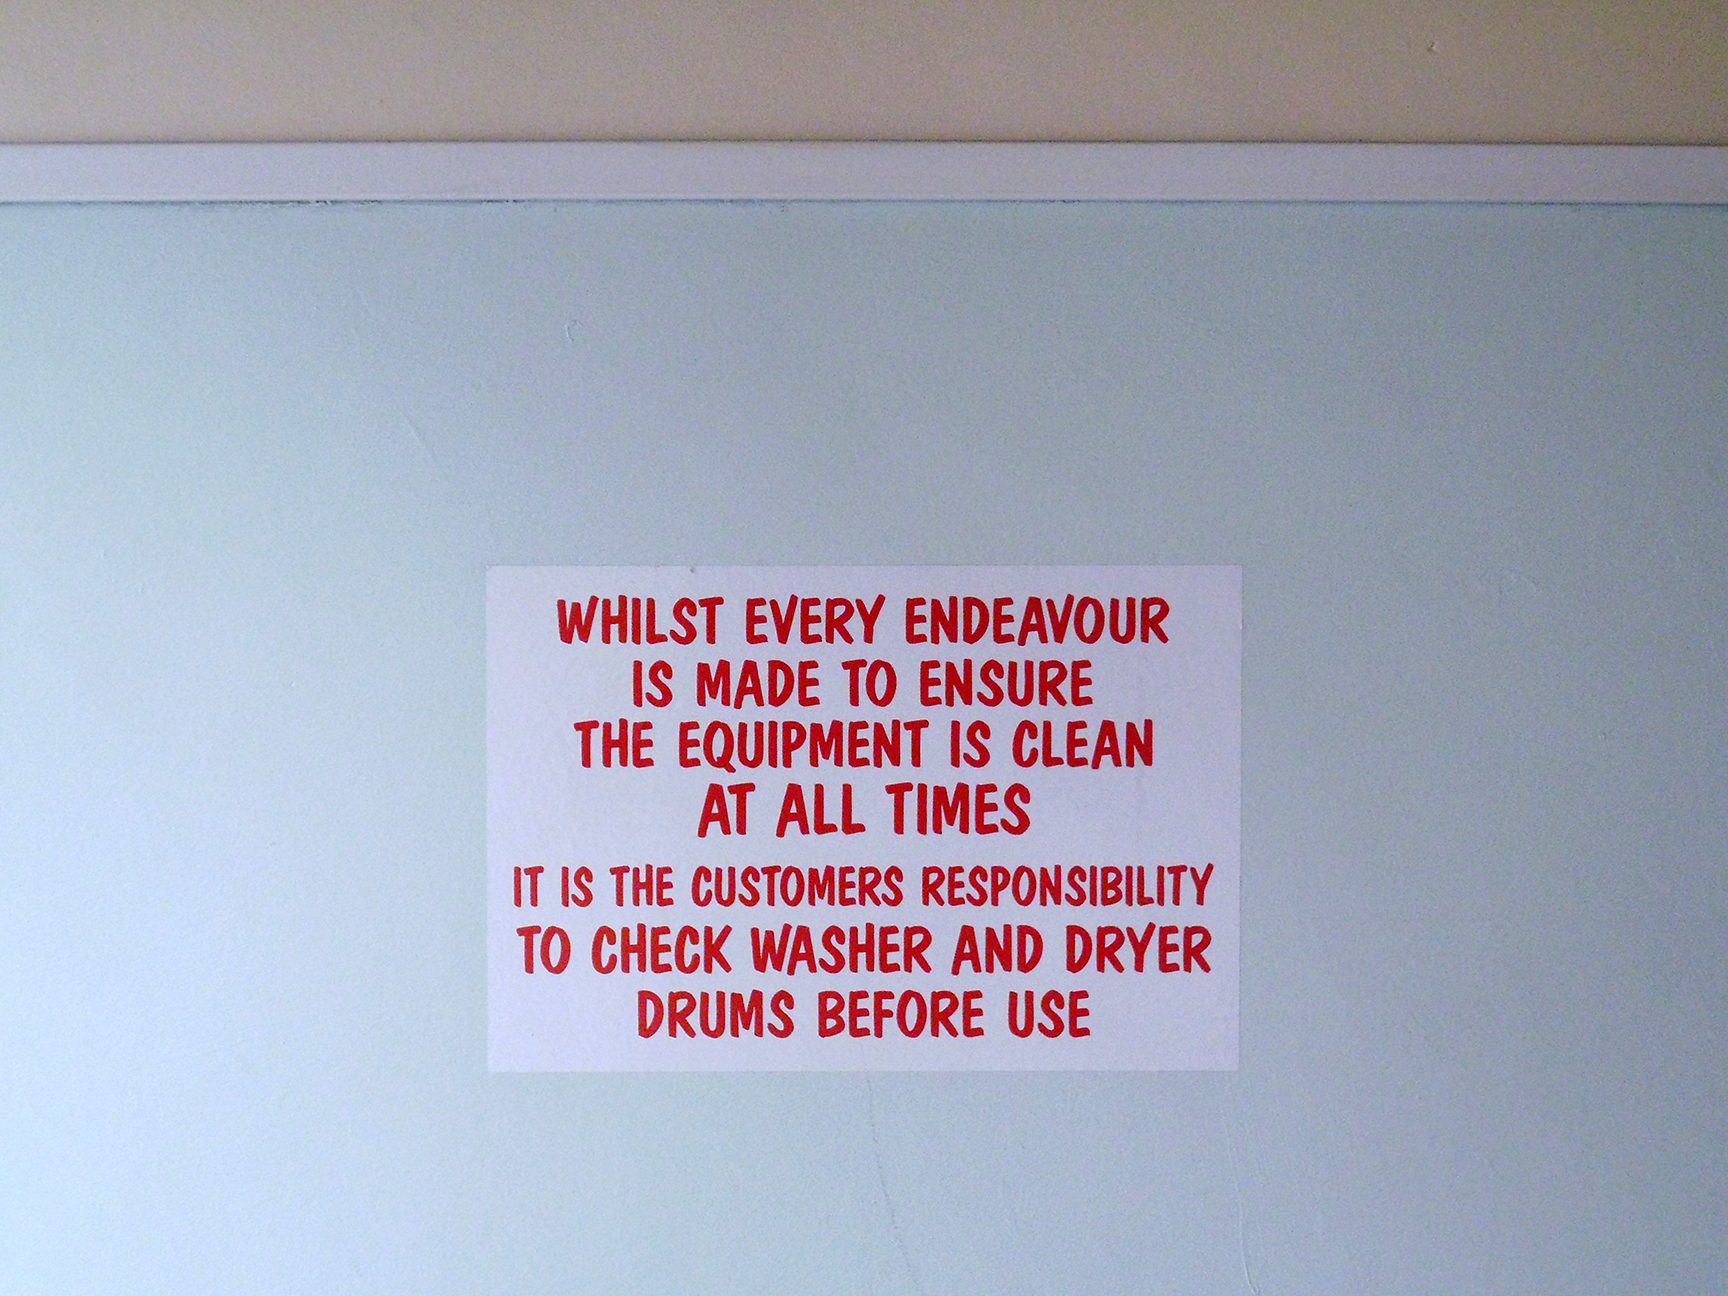 WHILST EVERY ENDEAVOUR
IS MADE TO ENSURE
THE EQUIPMENT IS CLEAN
AT ALL TIMES
IT IS THE CUSTOMERS RESPONSIBILITY
TO CHECK WASHER AND DRYER
DRUMS BEFORE USE